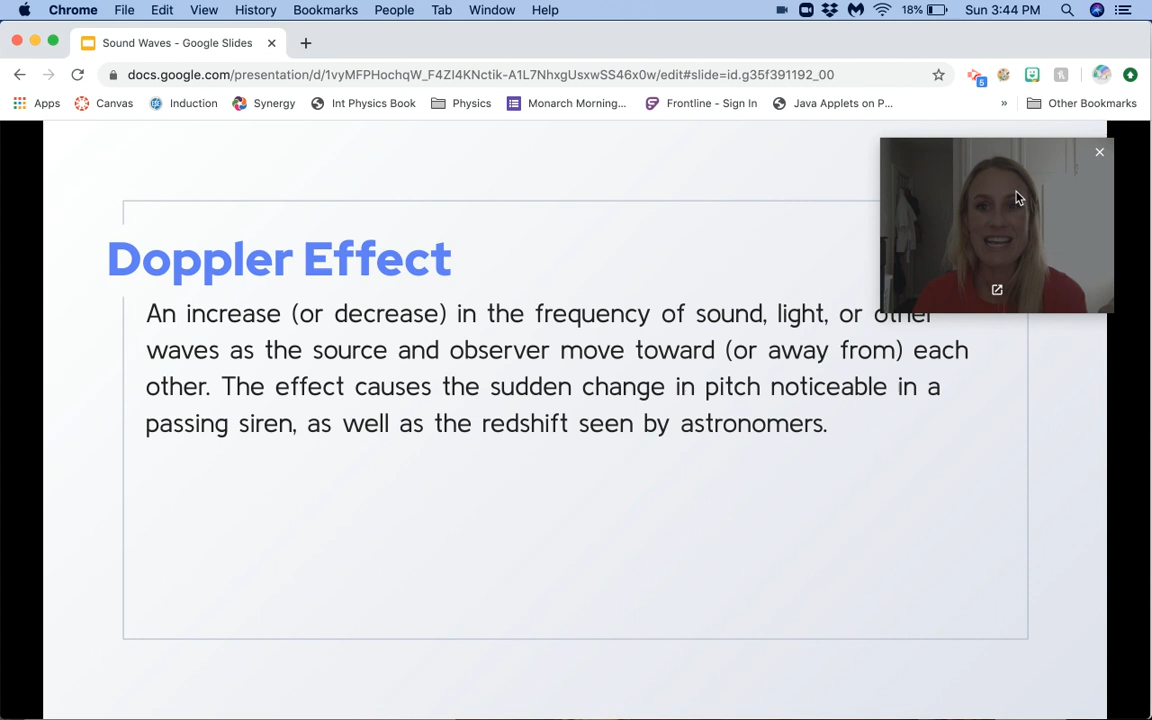 Chrome File Edit View History Bookmarks People Tab Window Help 18% Sun 3:44 PM
Sound Waves - Google Slides
docs.google.com/presentation/d/1vyMFPHochqW_F4ZI4KNctik-A1L7NhxgUsxwSS46x0w/edit#slide=id.g35f391192_00 5
Apps Canvas Induction Synergy Int Physics Book Physics Monarch Morning... Frontline - Sign In Java Applets on P... » Other Bookmarks
Doppler Effect
An increase (or decrease) in the frequency of sound, light, or other
waves as the source and observer move toward (or away from) each
other. The effect causes the sudden change in pitch noticeable in a
passing siren, as well as the redshift seen by astronomers.